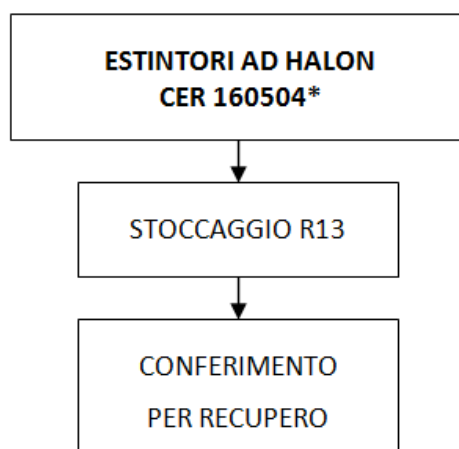 ESTINTORI AD HALON
CER 160504*
STOCCAGGIO R13
CONFERIMENTO
PER RECUPERO